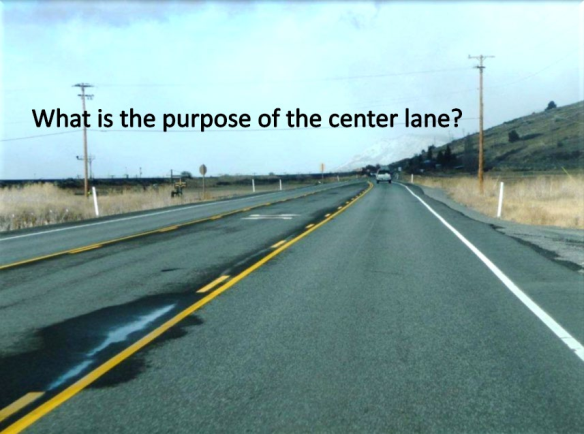 What is the purpose of the center lane?